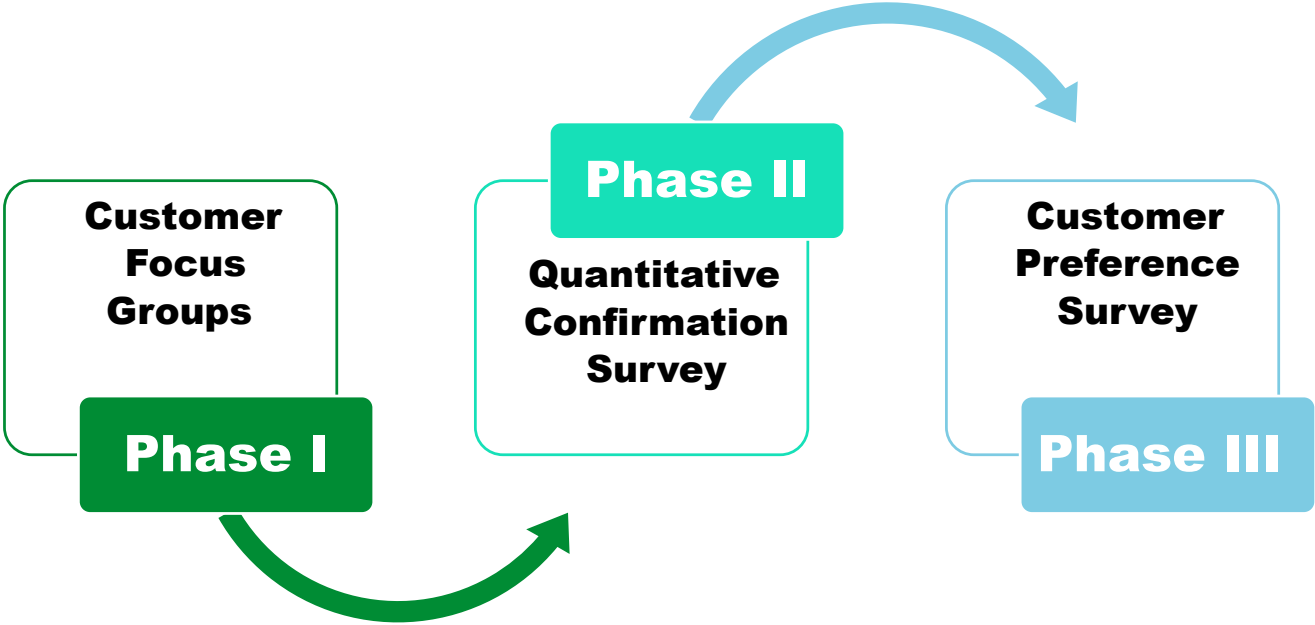 Customer
Focus
Groups
Phase I
Phase II
Quantitative
Confirmation
Survey
Customer
Preference
Survey
Phase III